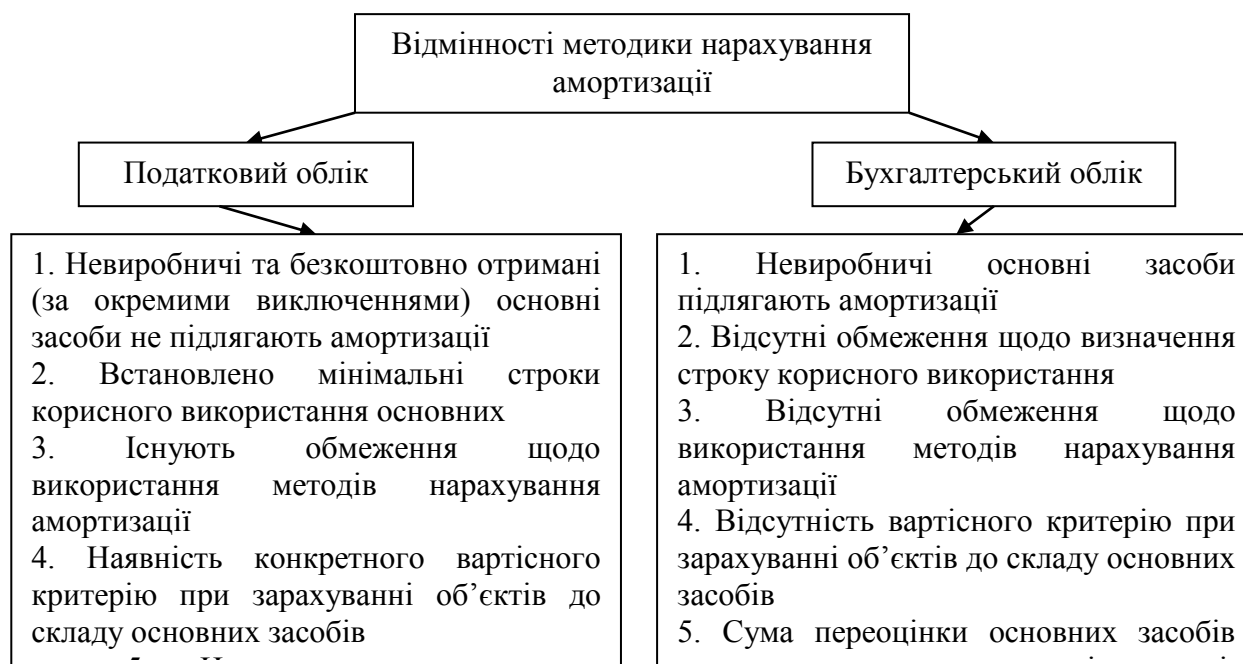 Відмінності методики нарахування
амортизації
Податковий облік
Бухгалтерський облік
1. Невиробничі та безкоштовно отримані
(за окремими виключеннями) основні
засоби не підлягають амортизації
2. Встановлено мінімальні строки
корисного використання основних
3. Існують обмеження щодо
використання методів нарахування
амортизації
4. Наявність конкретного вартісного
критерію при зарахуванні об’єктів до
складу основних засобів
1. Невиробничі основні засоби
підлягають амортизації
2. Відсутні обмеження щодо визначення
строку корисного використання
3. Відсутні обмеження щодо
використання методів нарахування
амортизації
4. Відсутність вартісного критерію при
зарахуванні об’єктів до складу основних
засобів
5. Сума переоцінки основних засобів